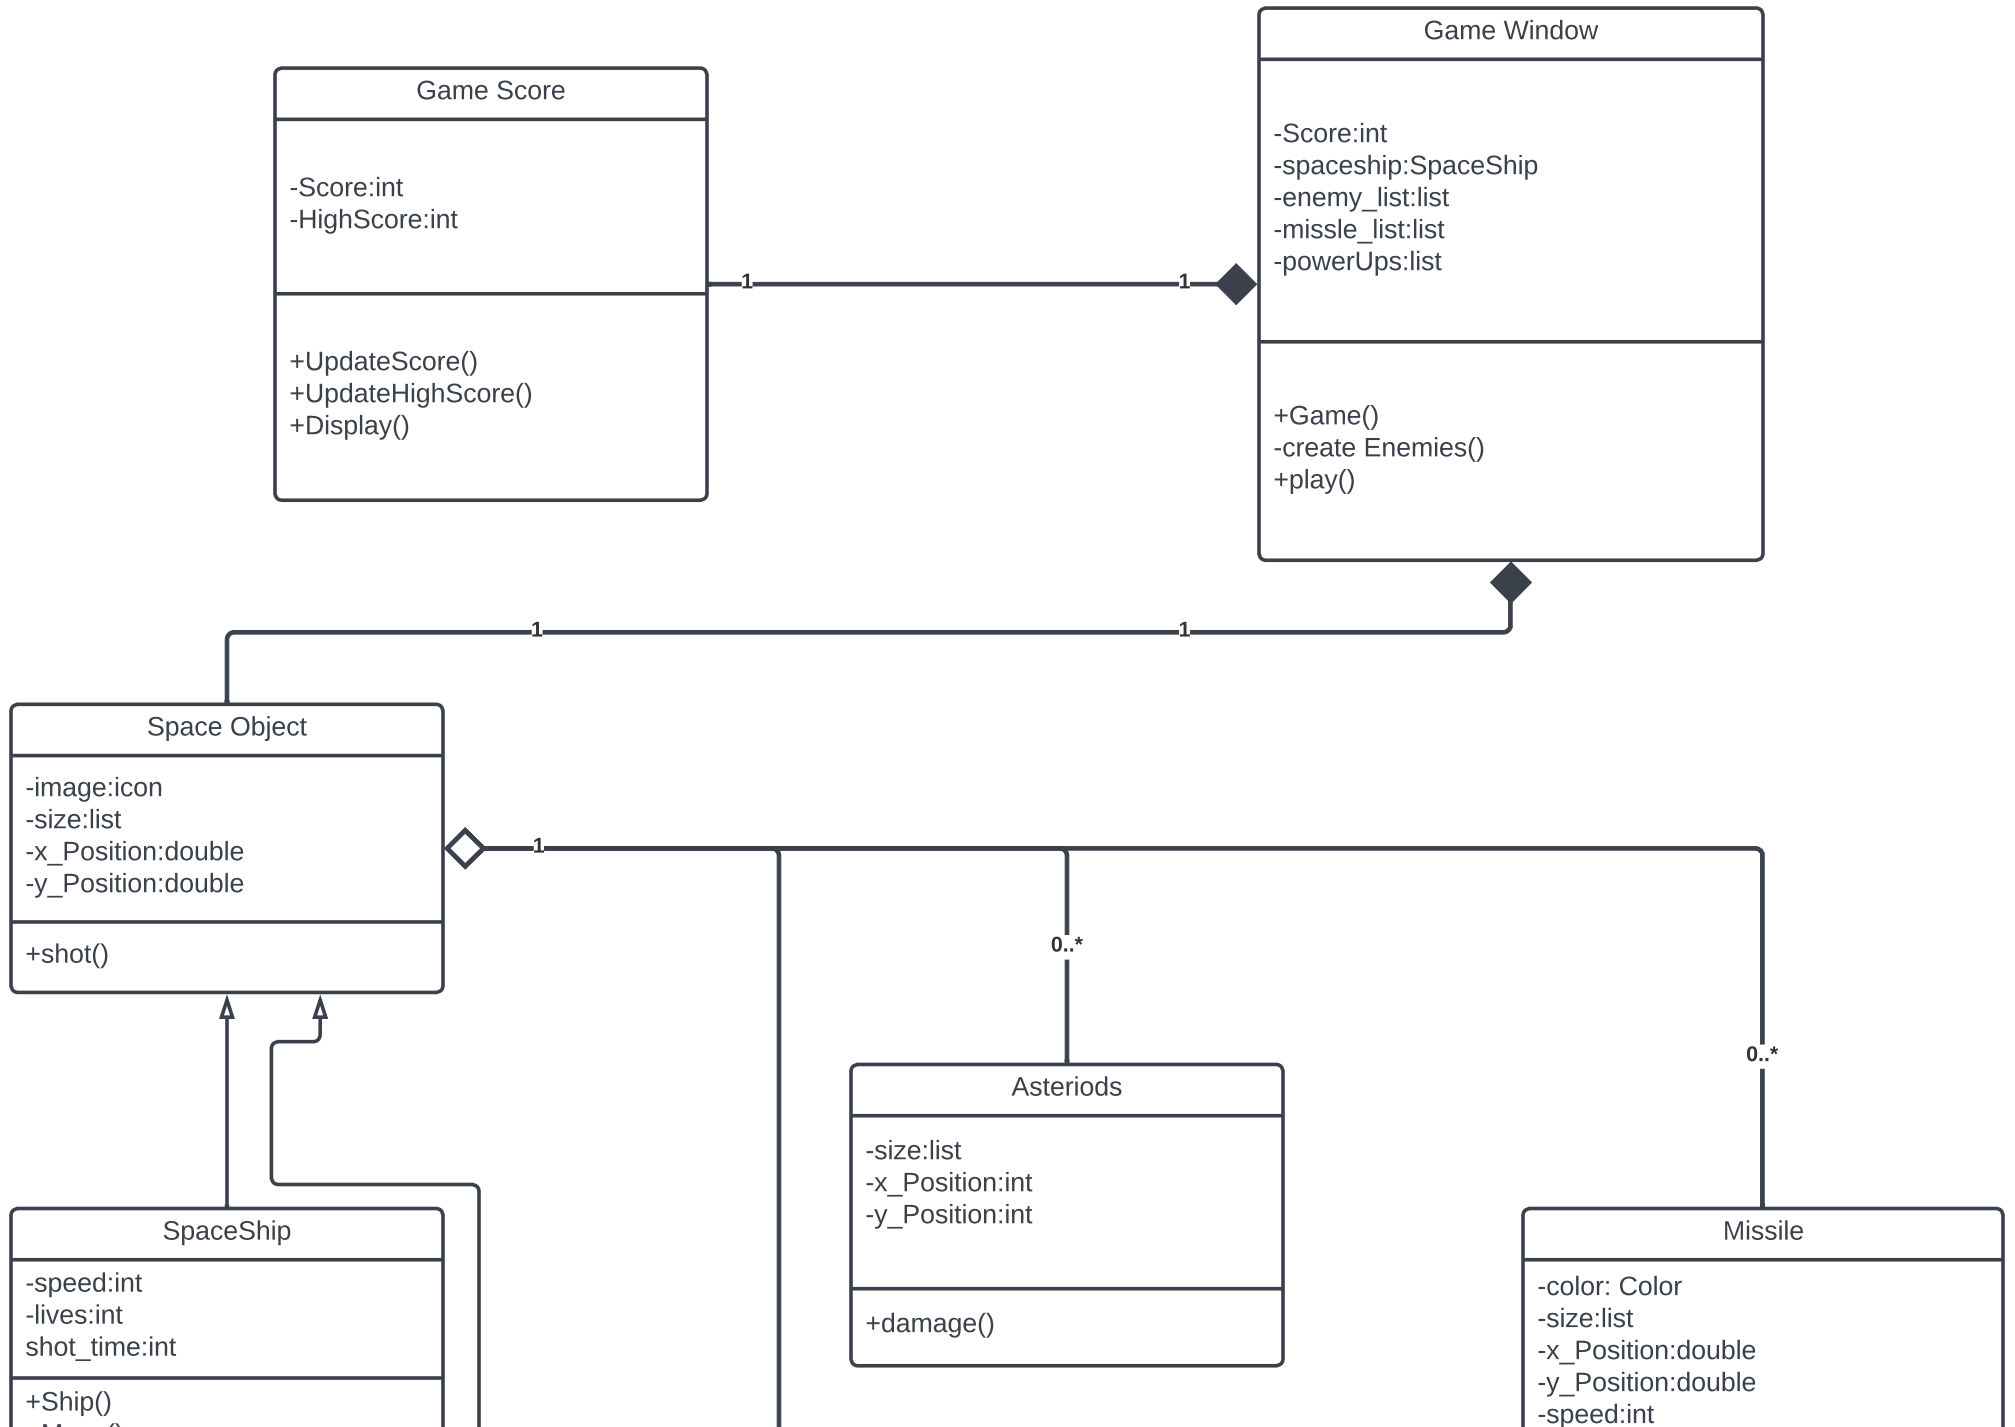 Game Window
-Score:int
-spaceship:SpaceShip
-enemy_list:list
-missle_list:list
-powerUps:list
+Game()
-create Enemies()
+play()
Game Score
-Score:int
-HighScore:int
+UpdateScore()
+UpdateHighScore()
+Display()
1
1
1
1
Space Object
-image:icon
-size:list
-x_Position:double
-y_Position:double
+shot()
1
0..*
0..*
Asteriods
-size:list
-x_Position:int
-y_Position:int
+damage()
SpaceShip
-speed:int
-lives:int
shot_time:int
+Ship()
Missile
-color: Color
-size:list
-x_Position:double
-y_Position:double
-speed:int